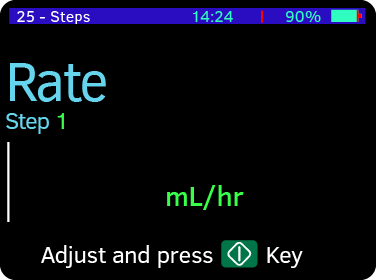 25 - Steps 14:24 90%
Rate
Step 1
mL/hr
Adjust and press Key